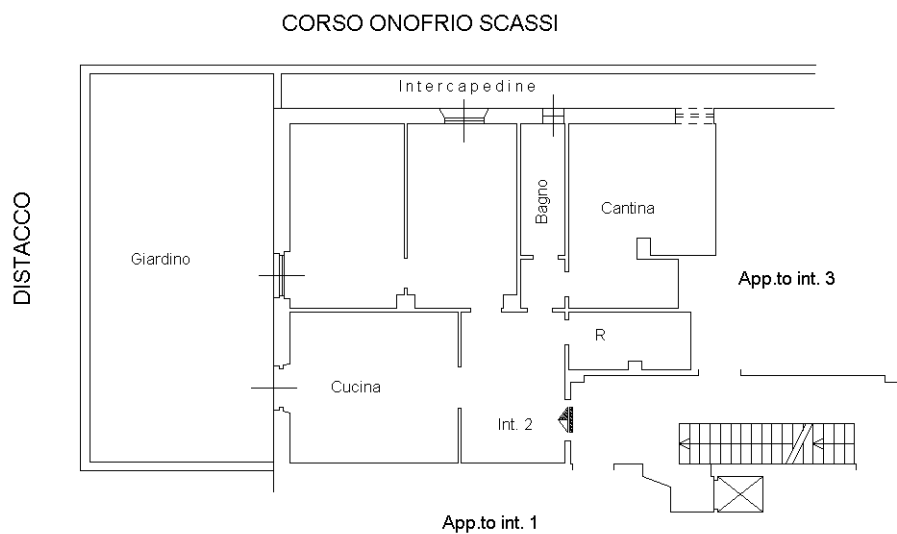 CORSO ONOFRIO SCASSI
Intercapedine
DISTACCO
Giardino
Bagno
Cantina
App.to int. 3
R
Cucina
Int. 2
App.to int. 1